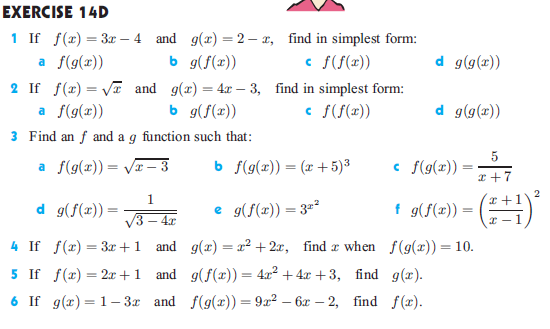 EXERCISE 14D
1 If f(x) = 3x − 4 and g(x) = 2 − x, find in simplest form:
a f(g(x)) b g(f(x)) c f(f(x)) d g(g(x))
2 If f(x) = √x and g(x) = 4x − 3, find in simplest form:
a f(g(x)) b g(f(x)) c f(f(x)) d g(g(x))
3 Find an f and a g function such that:
a f(g(x)) = √(x − 3) b f(g(x)) = (x + 5)³ c f(g(x)) = 5/(x + 7)
d g(f(x)) = 1/√(3 − 4x) e g(f(x)) = 3^(x²) f g(f(x)) = ((x + 1)/(x − 1))²
4 If f(x) = 3x + 1 and g(x) = x² + 2x, find x when f(g(x)) = 10.
5 If f(x) = 2x + 1 and g(f(x)) = 4x² + 4x + 3, find g(x).
6 If g(x) = 1 − 3x and f(g(x)) = 9x² − 6x − 2, find f(x).